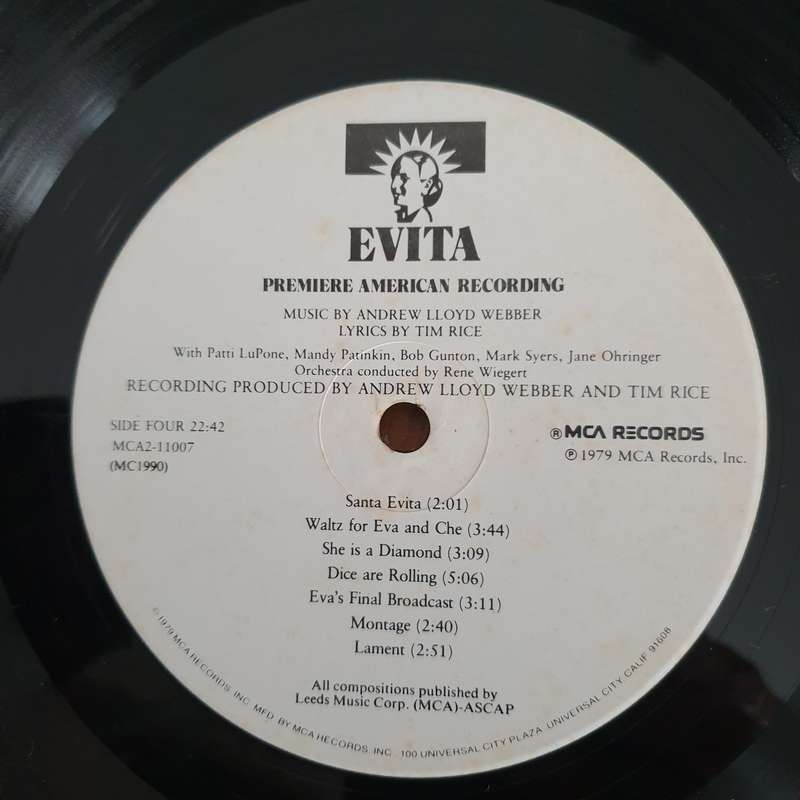 EVITA
PREMIERE AMERICAN RECORDING
MUSIC BY ANDREW LLOYD WEBBER
LYRICS BY TIM RICE
With Patti LuPone, Mandy Patinkin, Bob Gunton, Mark Syers, Jane Ohringer
Orchestra conducted by Rene Wiegert
RECORDING PRODUCED BY ANDREW LLOYD WEBBER AND TIM RICE
SIDE FOUR 22:42
MCA2-11007
(MC1990)
® MCA RECORDS
℗ 1979 MCA Records, Inc.
Santa Evita (2:01)
Waltz for Eva and Che (3:44)
She is a Diamond (3:09)
Dice are Rolling (5:06)
Eva's Final Broadcast (3:11)
Montage (2:40)
Lament (2:51)
All compositions published by
Leeds Music Corp. (MCA)-ASCAP
© 1979 MCA RECORDS, INC. MFD. BY MCA RECORDS, INC. 100 UNIVERSAL CITY PLAZA, UNIVERSAL CITY, CALIF. 91608